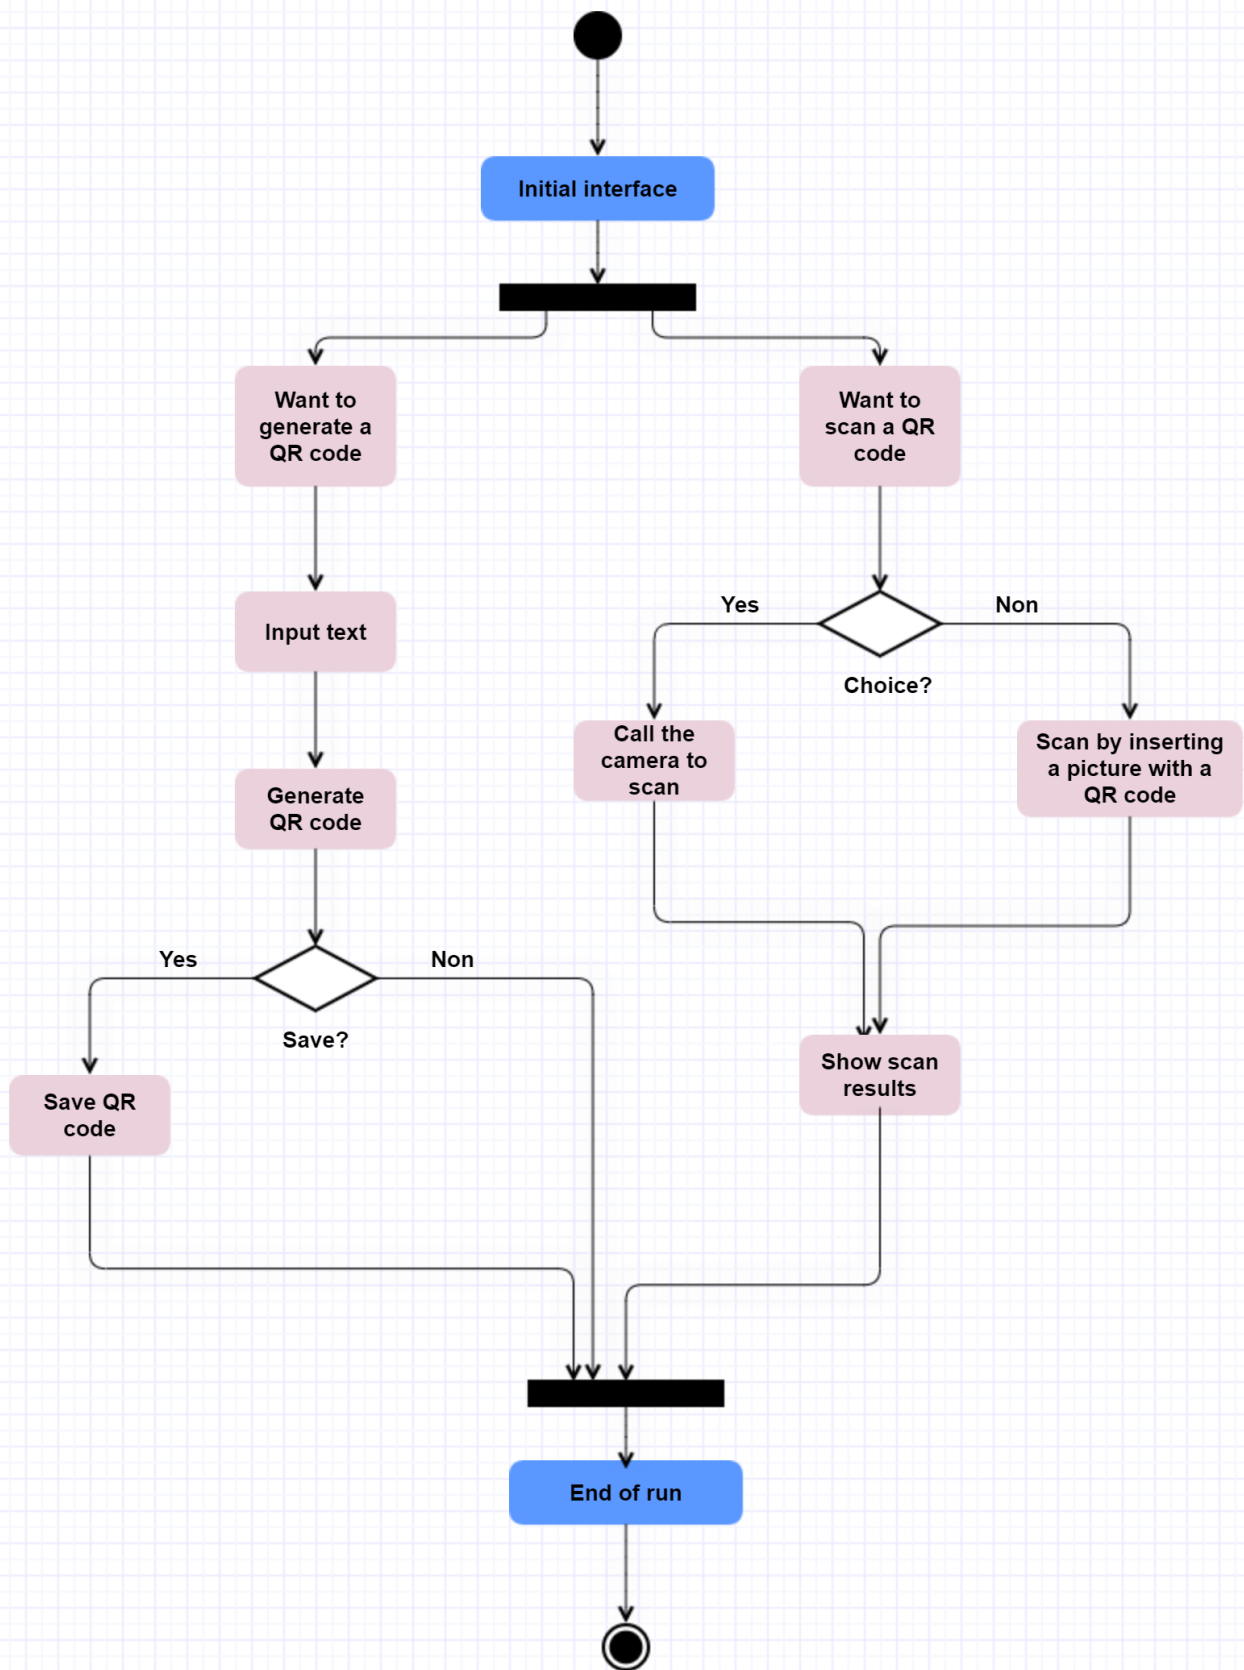 Initial interface
Want to
generate a
QR code
Want to
scan a QR
code
Input text
Yes
Non
Choice?
Call the
camera to
scan
Scan by inserting
a picture with a
QR code
Generate
QR code
Yes
Non
Save?
Save QR
code
Show scan
results
End of run